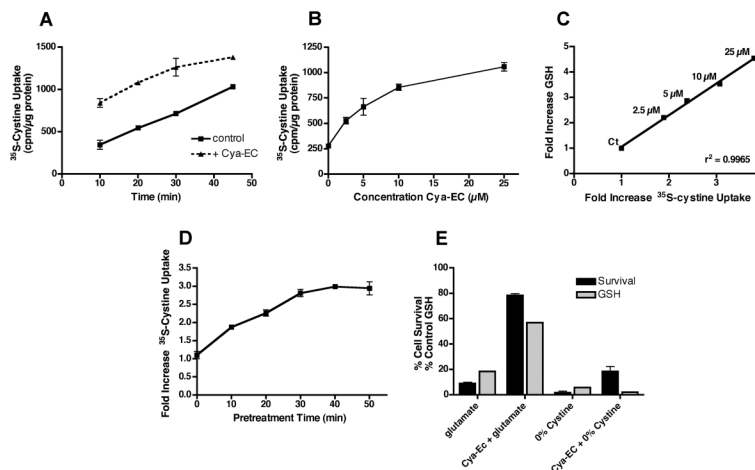 A
³⁵S-Cystine Uptake
(cpm/µg protein)
1500
1000
500
0
0 10 20 30 40 50
Time (min)
control
+ Cya-EC
B
³⁵S-Cystine Uptake
(cpm/µg protein)
1250
1000
750
500
250
0
0 5 10 15 20 25
Concentration Cya-EC (µM)
C
Fold Increase GSH
5
4
3
2
1
0
0 1 2 3
Ct
2.5 µM
5 µM
10 µM
25 µM
r² = 0.9965
Fold Increase ³⁵S-cystine Uptake
D
Fold Increase ³⁵S-Cystine Uptake
3.5
3.0
2.5
2.0
1.5
1.0
0.5
0.0
0 10 20 30 40 50
Pretreatment Time (min)
E
% Cell Survival
% Control GSH
100
80
60
40
20
0
Survival
GSH
glutamate
Cya-Ec + glutamate
0% Cystine
Cya-EC + 0% Cystine